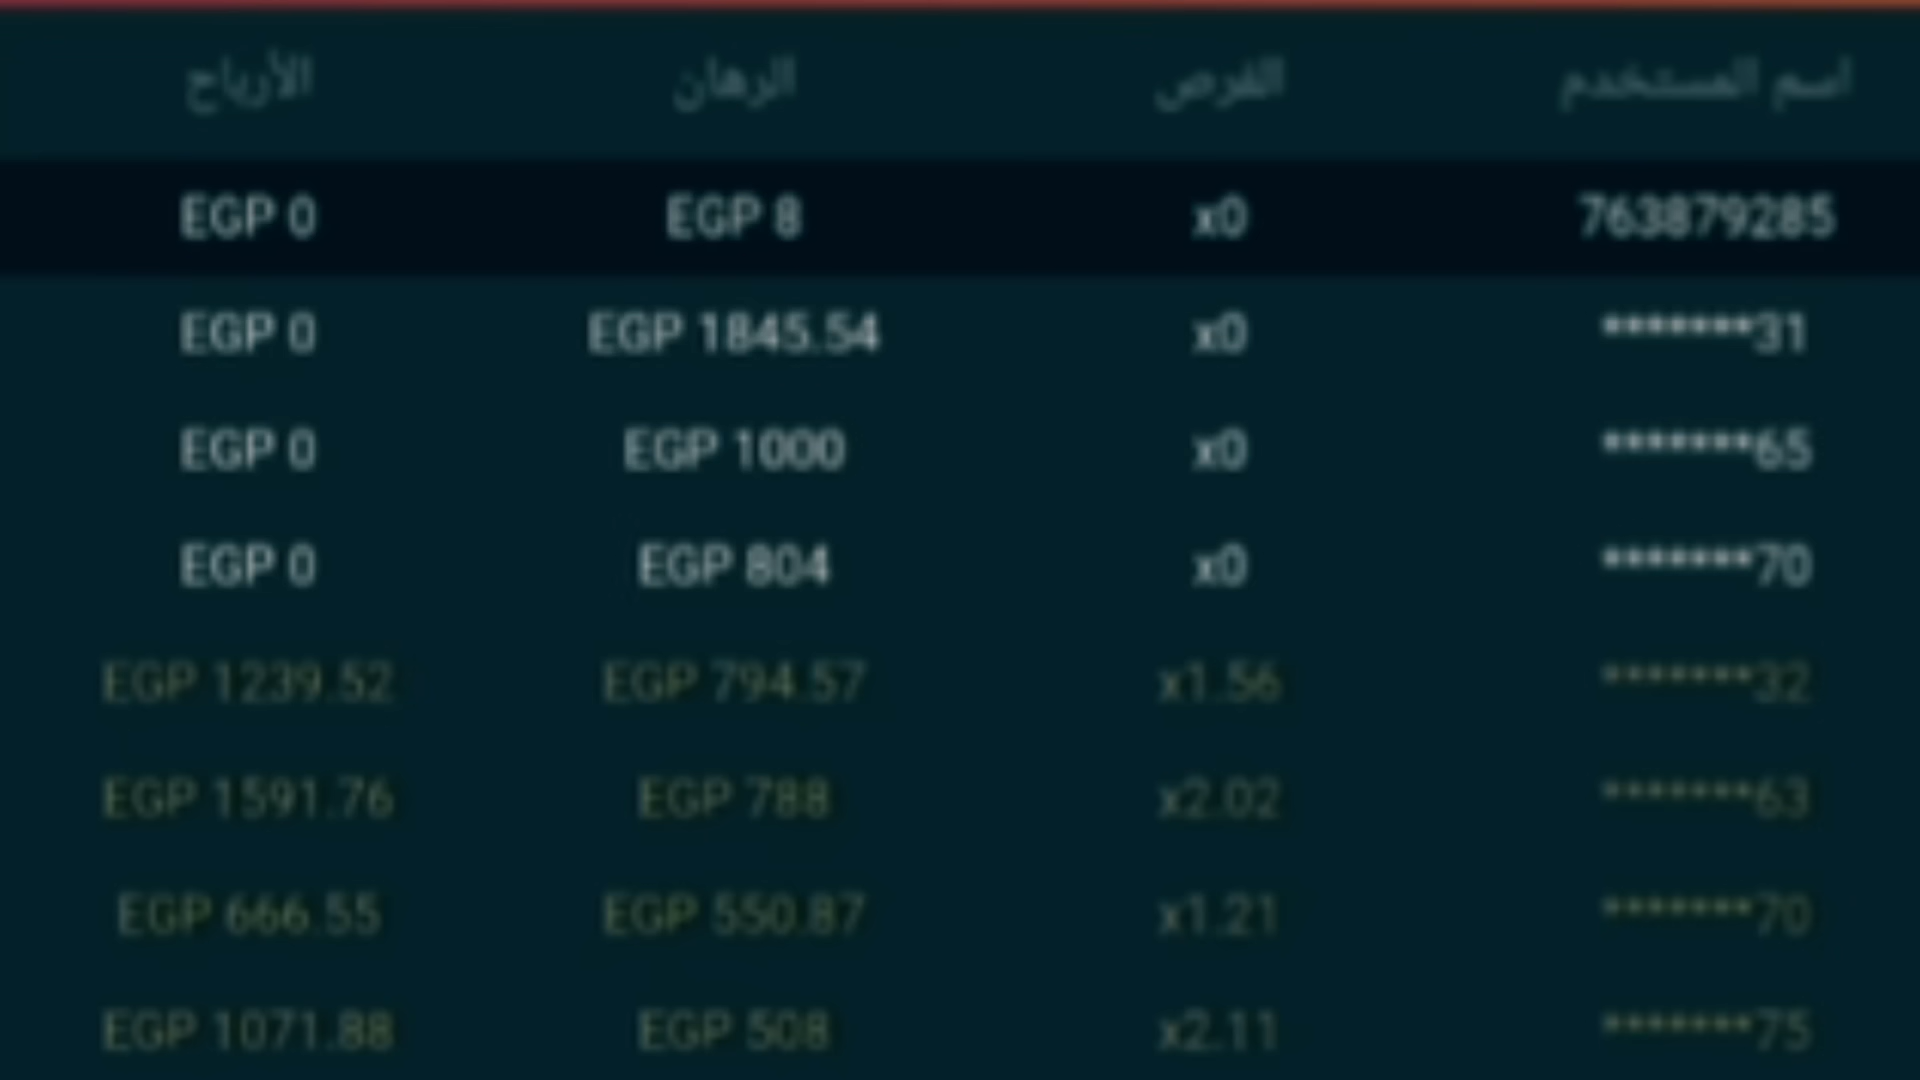 اسم المستخدم الفرص الرهان الأرباح
763879285 x0 EGP 8 EGP 0
*******31 x0 EGP 1845.54 EGP 0
*******65 x0 EGP 1000 EGP 0
*******70 x0 EGP 804 EGP 0
*******32 x1.56 EGP 794.57 EGP 1239.52
*******63 x2.02 EGP 788 EGP 1591.76
*******70 x1.21 EGP 550.87 EGP 666.55
*******75 x2.11 EGP 508 EGP 1071.88